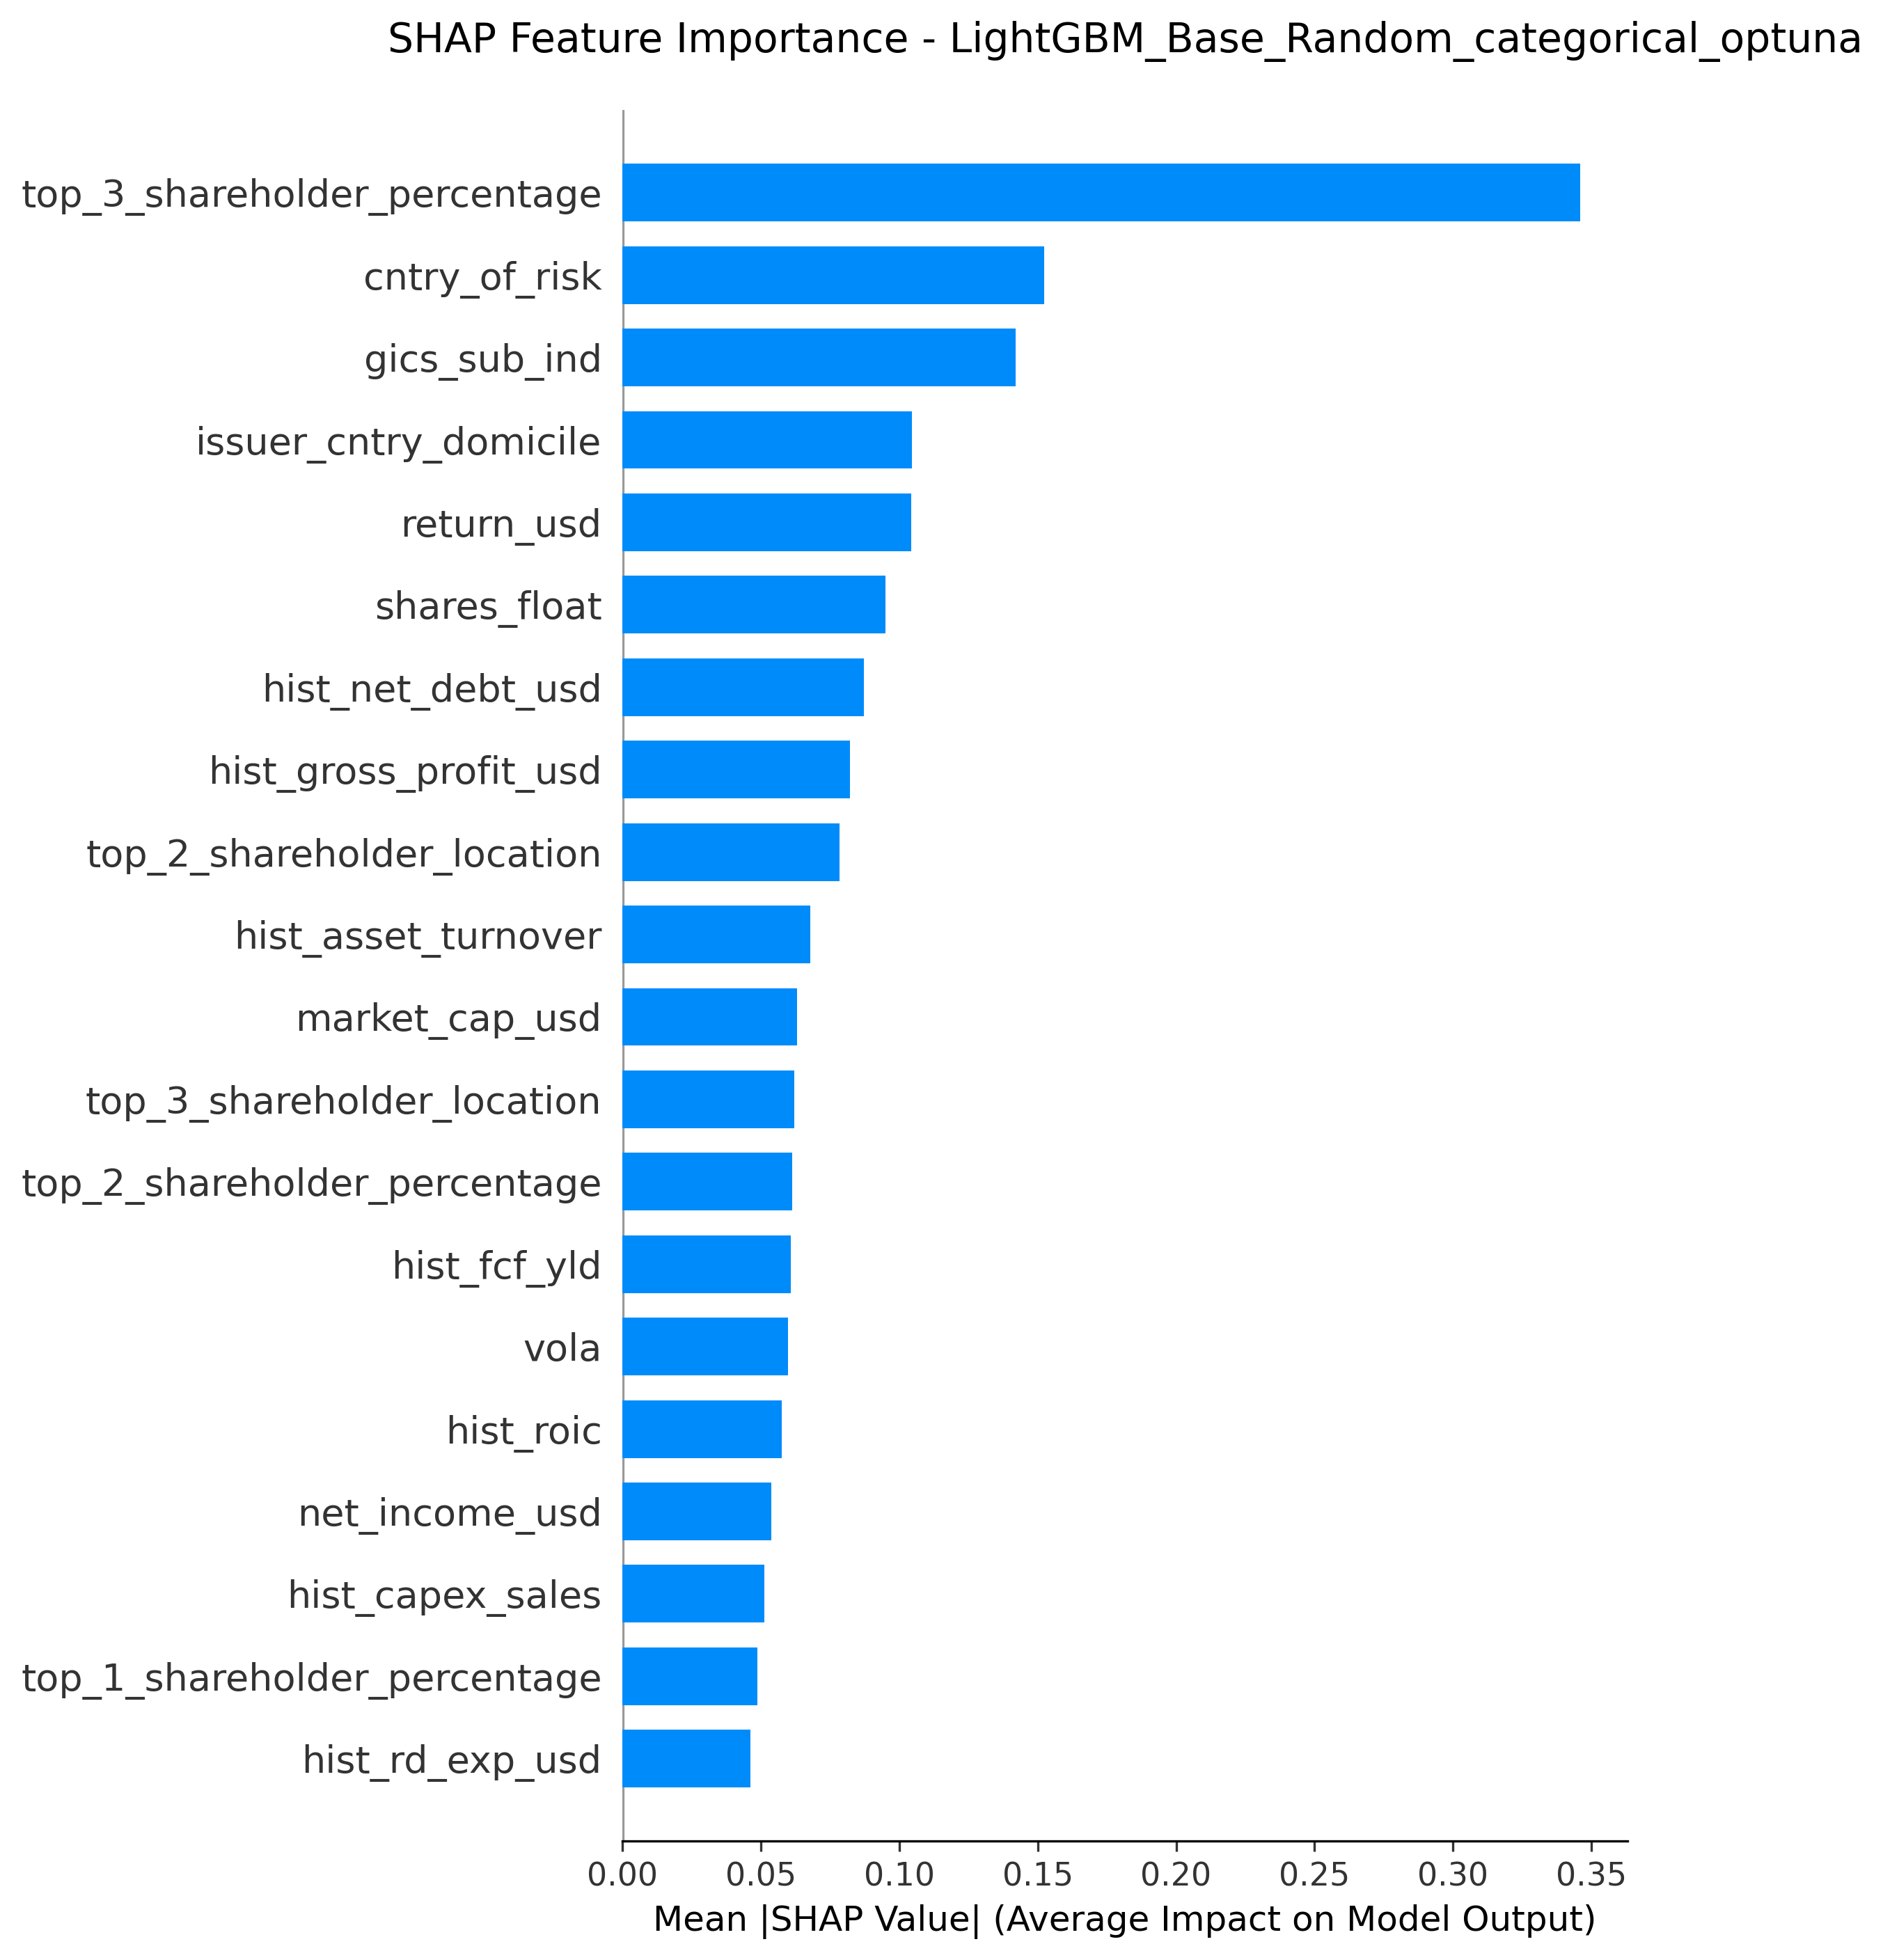 SHAP Feature Importance - LightGBM_Base_Random_categorical_optuna
top_3_shareholder_percentage
cntry_of_risk
gics_sub_ind
issuer_cntry_domicile
return_usd
shares_float
hist_net_debt_usd
hist_gross_profit_usd
top_2_shareholder_location
hist_asset_turnover
market_cap_usd
top_3_shareholder_location
top_2_shareholder_percentage
hist_fcf_yld
vola
hist_roic
net_income_usd
hist_capex_sales
top_1_shareholder_percentage
hist_rd_exp_usd
0.00 0.05 0.10 0.15 0.20 0.25 0.30 0.35
Mean |SHAP Value| (Average Impact on Model Output)